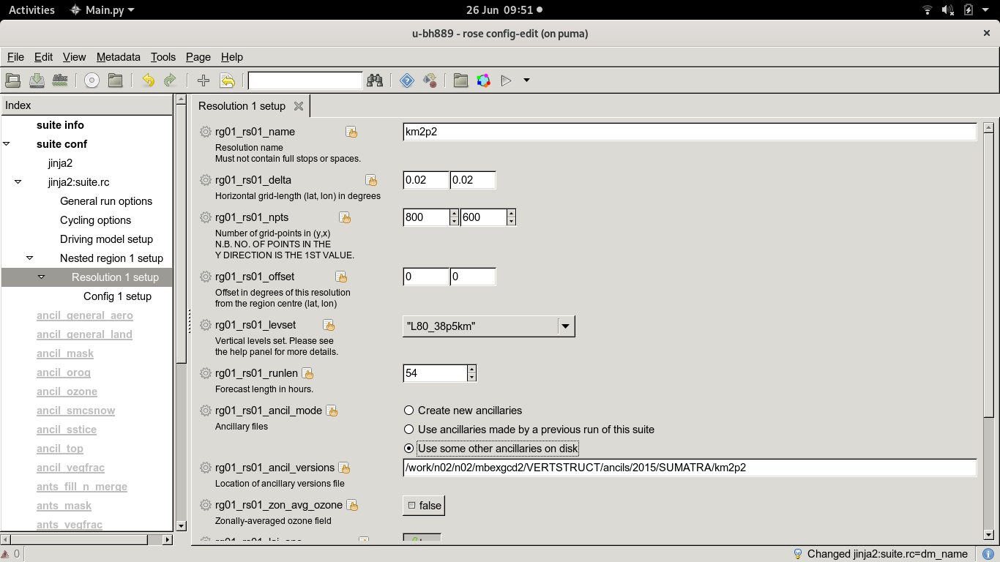 Activities Main.py 26 Jun 09:51
u-bh889 - rose config-edit (on puma)
File Edit View Metadata Tools Page Help
Index
suite info
suite conf
jinja2
jinja2:suite.rc
General run options
Cycling options
Driving model setup
Nested region 1 setup
Resolution 1 setup
Config 1 setup
ancil_general_aero
ancil_general_land
ancil_mask
ancil_orog
ancil_ozone
ancil_smcsnow
ancil_sstice
ancil_top
ancil_vegfrac
ants_fill_n_merge
ants_mask
ants_vegfrac
Resolution 1 setup
rg01_rs01_name km2p2
Resolution name
Must not contain full stops or spaces.
rg01_rs01_delta 0.02 0.02
Horizontal grid-length (lat, lon) in degrees
rg01_rs01_npts 800 600
Number of grid-points in (y,x)
N.B. NO. OF POINTS IN THE
Y DIRECTION IS THE 1ST VALUE.
rg01_rs01_offset 0 0
Offset in degrees of this resolution
from the region centre (lat, lon)
rg01_rs01_levset "L80_38p5km"
Vertical levels set. Please see
the help panel for more details.
rg01_rs01_runlen 54
Forecast length in hours.
rg01_rs01_ancil_mode Create new ancillaries
Ancillary files
Use ancillaries made by a previous run of this suite
Use some other ancillaries on disk
rg01_rs01_ancil_versions /work/n02/n02/mbexgcd2/VERTSTRUCT/ancils/2015/SUMATRA/km2p2
Location of ancillary versions file
rg01_rs01_zon_avg_ozone false
Zonally-averaged ozone field
0 Changed jinja2:suite.rc=dm_name